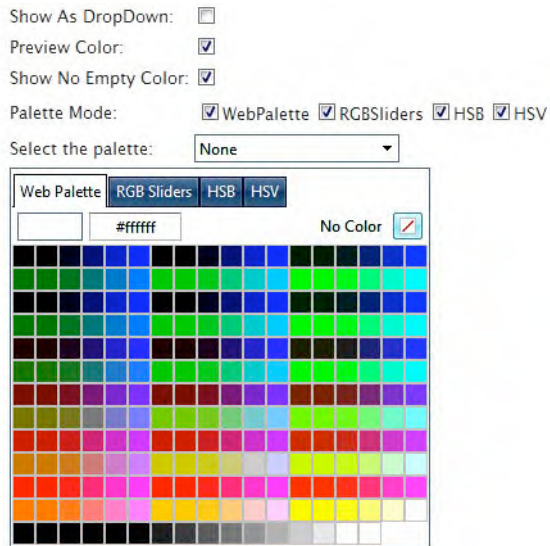 Show As DropDown:
Preview Color:
Show No Empty Color:
Palette Mode: WebPalette RGBSliders HSB HSV
Select the palette: None
Web Palette RGB Sliders HSB HSV
#ffffff No Color